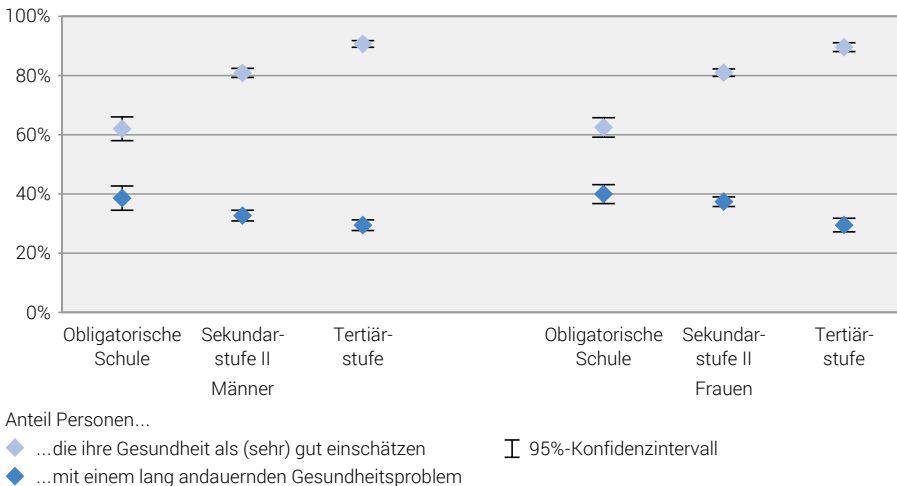 100%
80%
60%
40%
20%
0%
Obligatorische Schule
Sekundar-
stufe II
Tertiär-
stufe
Männer
Obligatorische Schule
Sekundar-
stufe II
Tertiär-
stufe
Frauen
Anteil Personen...
...die ihre Gesundheit als (sehr) gut einschätzen
95%-Konfidenzintervall
...mit einem lang andauernden Gesundheitsproblem